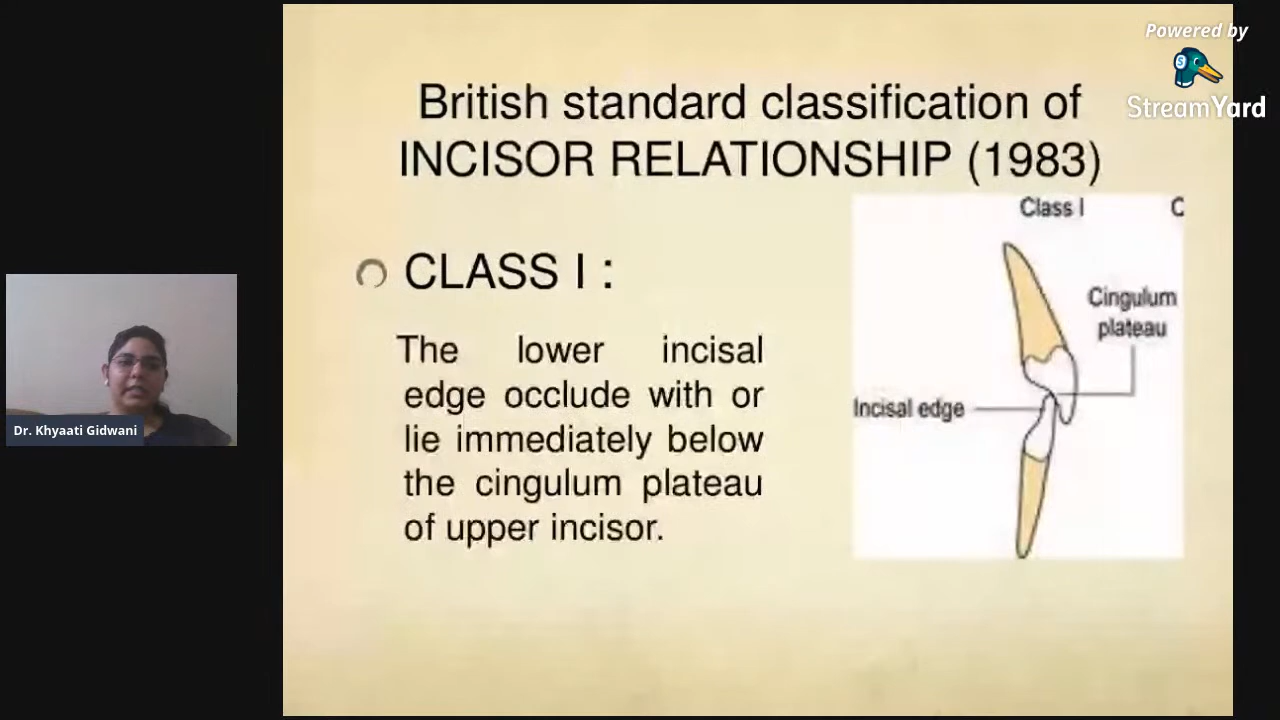 Powered by
StreamYard
British standard classification of
INCISOR RELATIONSHIP (1983)
CLASS I :
The lower incisal
edge occlude with or
lie immediately below
the cingulum plateau
of upper incisor.
Class I
C
Cingulum
plateau
Incisal edge
Dr. Khyaati Gidwani